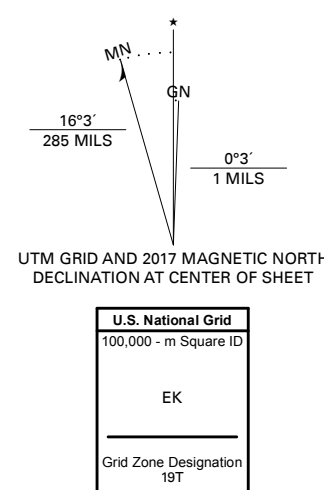 ★
MN
GN
16°3´
285 MILS
0°3´
1 MILS
UTM GRID AND 2017 MAGNETIC NORTH
DECLINATION AT CENTER OF SHEET
U.S. National Grid
100,000 - m Square ID
EK
Grid Zone Designation
19T